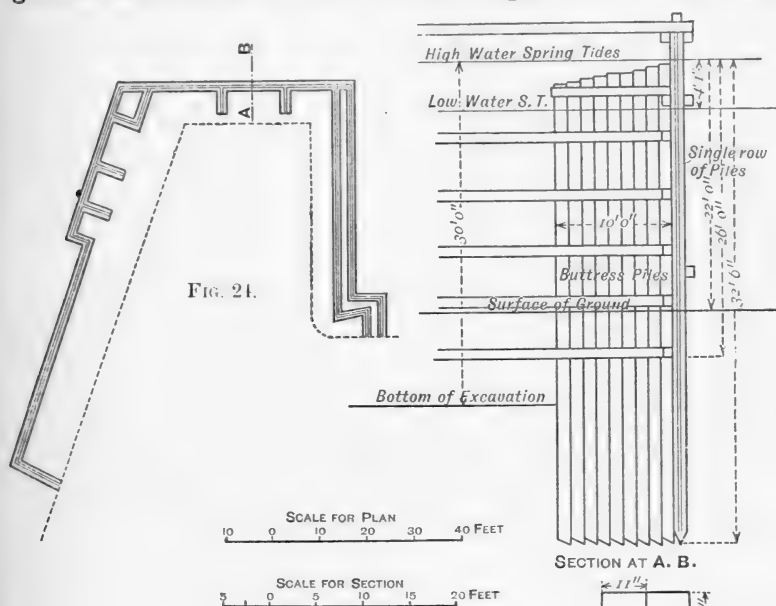 B
A
FIG. 24.
High Water Spring Tides
Low Water S.T.
4' 1"
Single row
of Piles
30' 0"
10' 0"
22' 0"
26' 0"
32' 6"
Buttress Piles
Surface of Ground
Bottom of Excavation
SECTION AT A. B.
SCALE FOR PLAN
10 0 10 20 30 40 FEET
SCALE FOR SECTION
5 0 5 10 15 20 FEET
11"